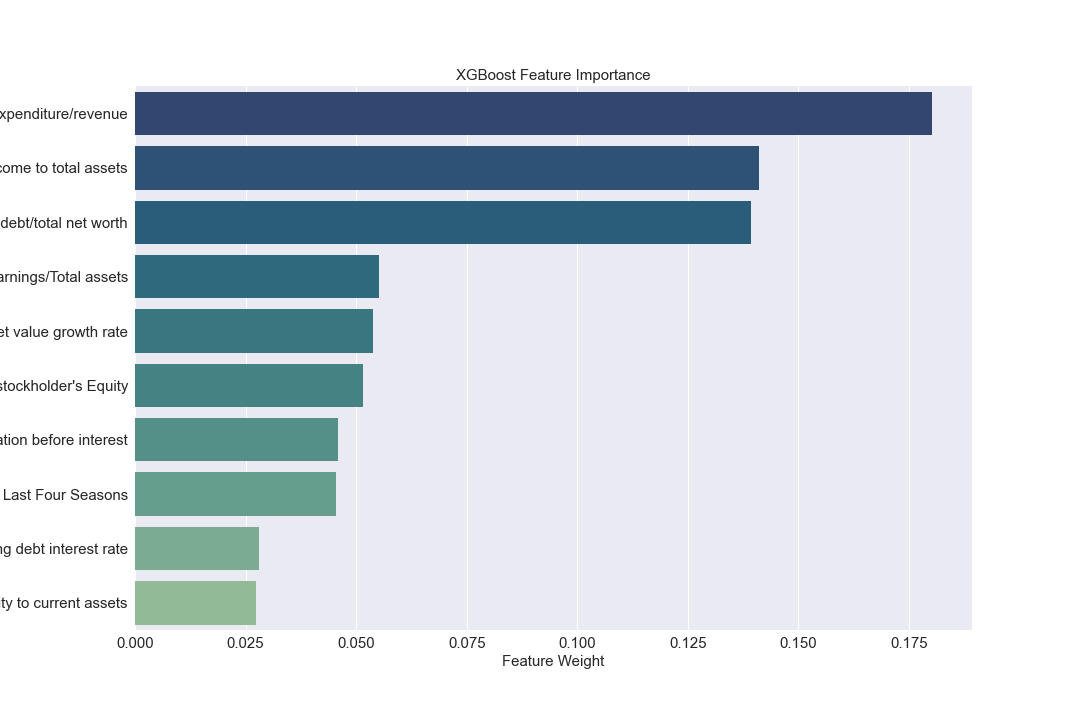 XGBoost Feature Importance
xpenditure/revenue
come to total assets
debt/total net worth
arnings/Total assets
et value growth rate
stockholder's Equity
ation before interest
Last Four Seasons
ng debt interest rate
ity to current assets
0.000 0.025 0.050 0.075 0.100 0.125 0.150 0.175
Feature Weight